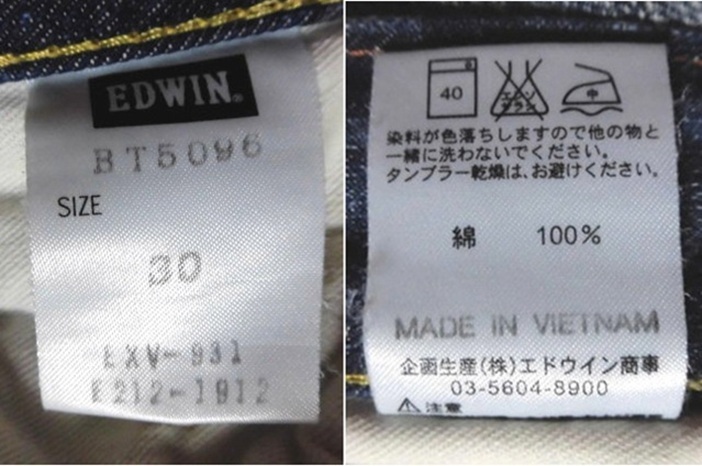 EDWIN®
BT5096
SIZE
30
EXV-931
E212-1912
40
エンソ
ブラン
中
染料が色落ちしますので他の物と
一緒に洗わないでください。
タンブラー乾燥は、お避けください。
綿 100%
MADE IN VIETNAM
企画生産(株)エドウイン商事
03-5604-8900
注意